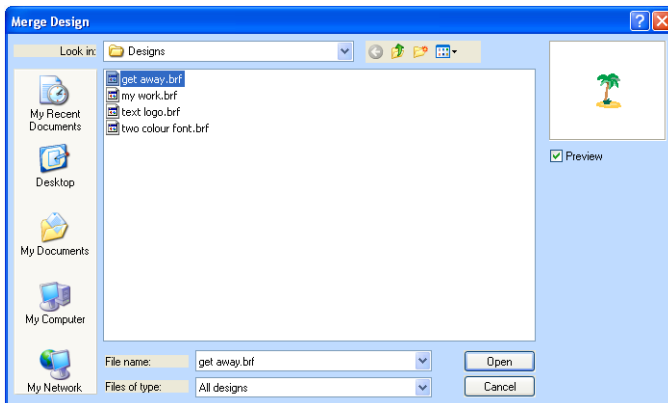 Merge Design
Look in:
Designs
get away.brf
my work.brf
text logo.brf
two colour font.brf
My Recent
Documents
Desktop
My Documents
My Computer
My Network
Preview
File name:
get away.brf
Open
Files of type:
All designs
Cancel